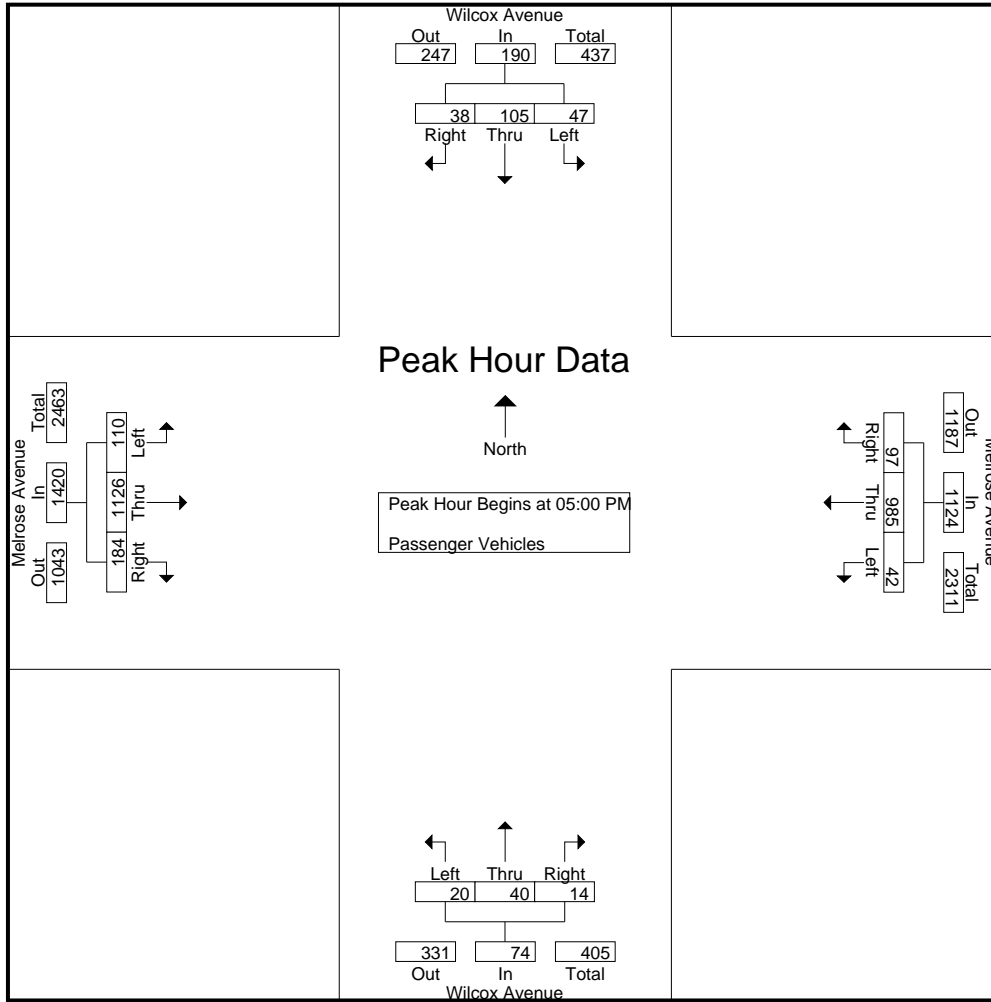 Wilcox Avenue
Out In Total
247 190 437
38 105 47
Right Thru Left
Peak Hour Data
North
Peak Hour Begins at 05:00 PM
Passenger Vehicles
Melrose Avenue
Total In Out
2463 1420 1043
110 1126 184
Left Thru Right
Melrose Avenue
Out In Total
1187 1124 2311
97 985 42
Right Thru Left
Left Thru Right
20 40 14
331 74 405
Out In Total
Wilcox Avenue